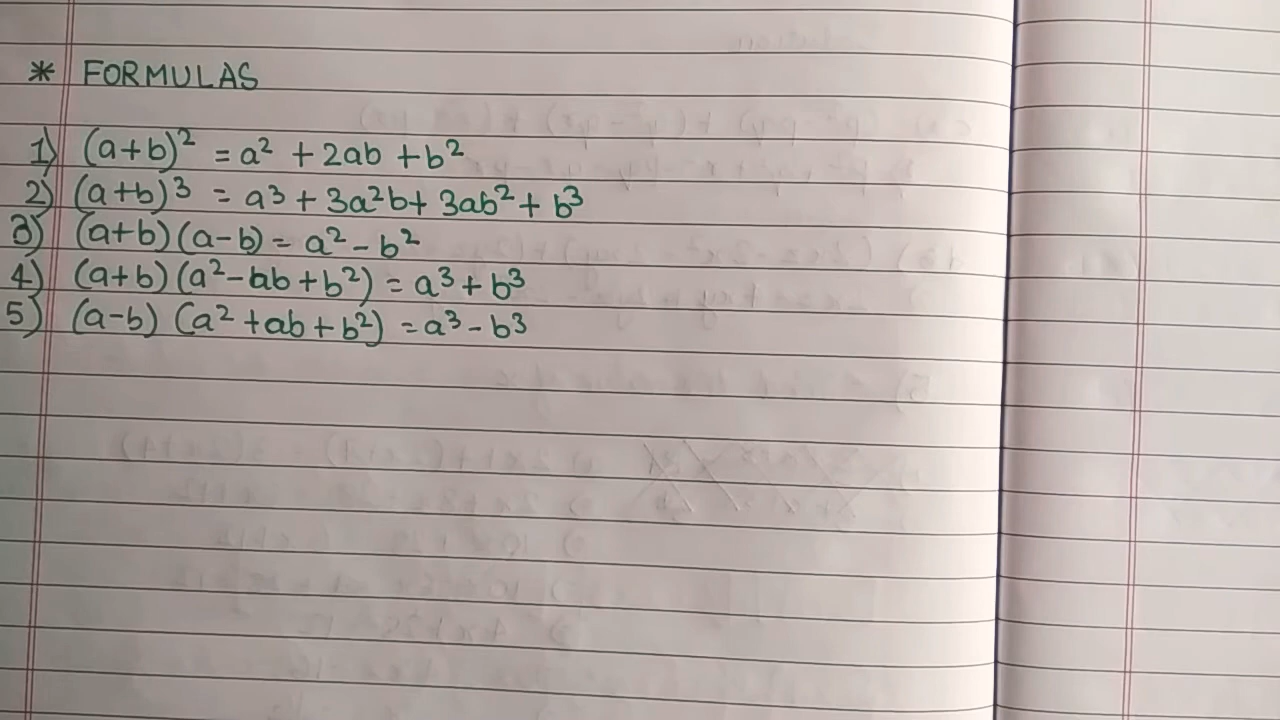 * FORMULAS
1) (a+b)² = a² + 2ab + b²
2) (a+b)³ = a³ + 3a²b + 3ab² + b³
3) (a+b)(a-b) = a² - b²
4) (a+b)(a² - ab + b²) = a³ + b³
5) (a-b) (a² + ab + b²) = a³ - b³